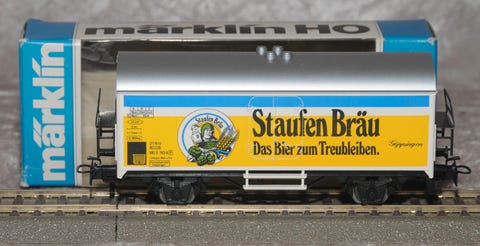 märklin HO
märklin
Staufen Bräu
Staufen Bräu
Das Bier zum Treubleiben.
Göppingen